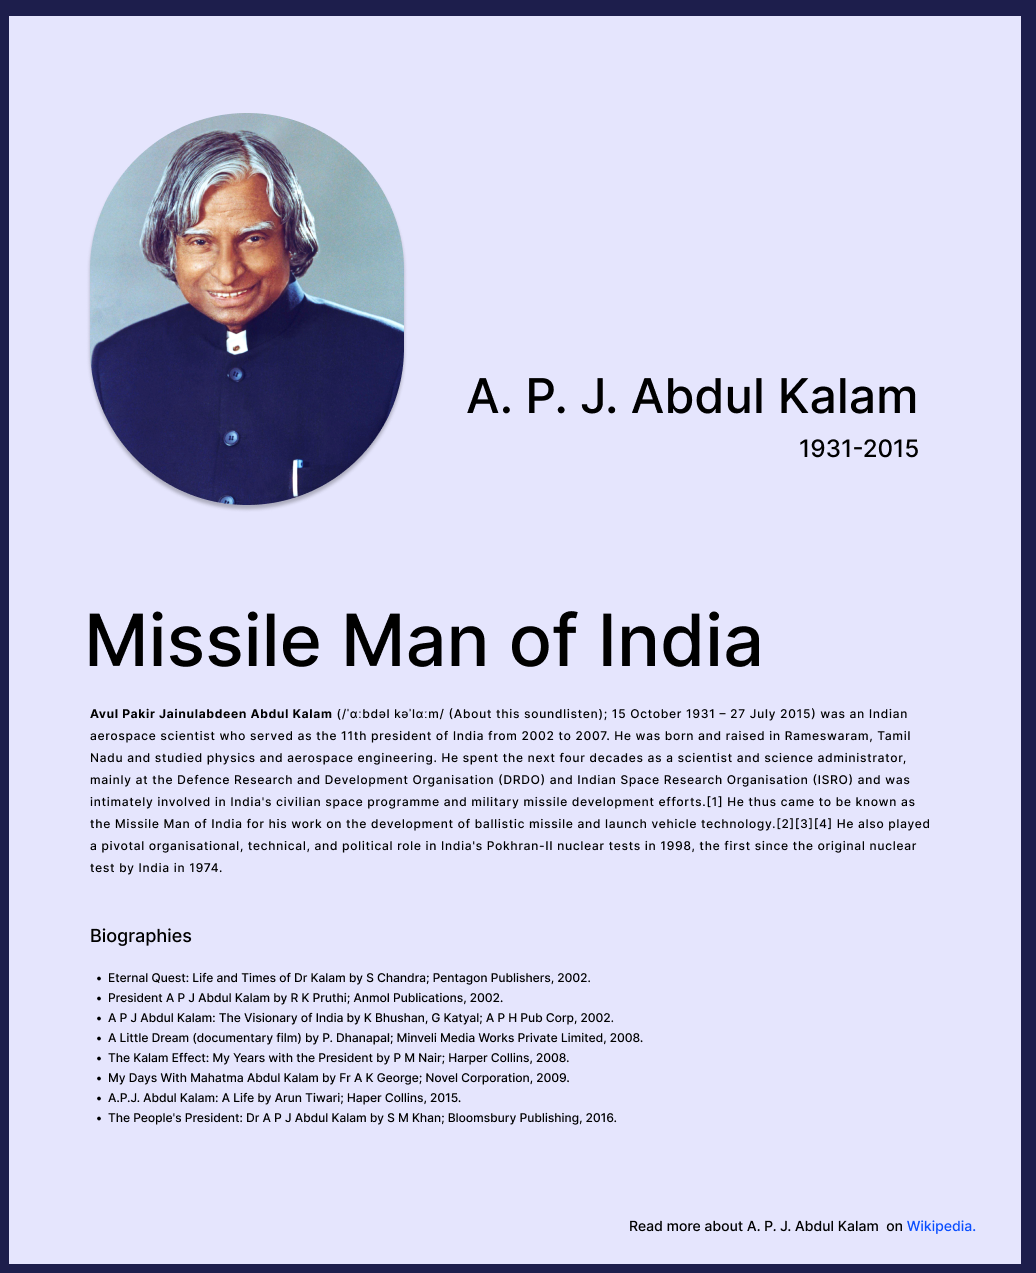 A. P. J. Abdul Kalam
1931-2015
Missile Man of India
Avul Pakir Jainulabdeen Abdul Kalam (/ˈɑːbdəl kəˈlɑːm/ (About this soundlisten); 15 October 1931 – 27 July 2015) was an Indian
aerospace scientist who served as the 11th president of India from 2002 to 2007. He was born and raised in Rameswaram, Tamil
Nadu and studied physics and aerospace engineering. He spent the next four decades as a scientist and science administrator,
mainly at the Defence Research and Development Organisation (DRDO) and Indian Space Research Organisation (ISRO) and was
intimately involved in India's civilian space programme and military missile development efforts.[1] He thus came to be known as
the Missile Man of India for his work on the development of ballistic missile and launch vehicle technology.[2][3][4] He also played
a pivotal organisational, technical, and political role in India's Pokhran-II nuclear tests in 1998, the first since the original nuclear
test by India in 1974.
Biographies
• Eternal Quest: Life and Times of Dr Kalam by S Chandra; Pentagon Publishers, 2002.
• President A P J Abdul Kalam by R K Pruthi; Anmol Publications, 2002.
• A P J Abdul Kalam: The Visionary of India by K Bhushan, G Katyal; A P H Pub Corp, 2002.
• A Little Dream (documentary film) by P. Dhanapal; Minveli Media Works Private Limited, 2008.
• The Kalam Effect: My Years with the President by P M Nair; Harper Collins, 2008.
• My Days With Mahatma Abdul Kalam by Fr A K George; Novel Corporation, 2009.
• A.P.J. Abdul Kalam: A Life by Arun Tiwari; Haper Collins, 2015.
• The People's President: Dr A P J Abdul Kalam by S M Khan; Bloomsbury Publishing, 2016.
Read more about A. P. J. Abdul Kalam on Wikipedia.